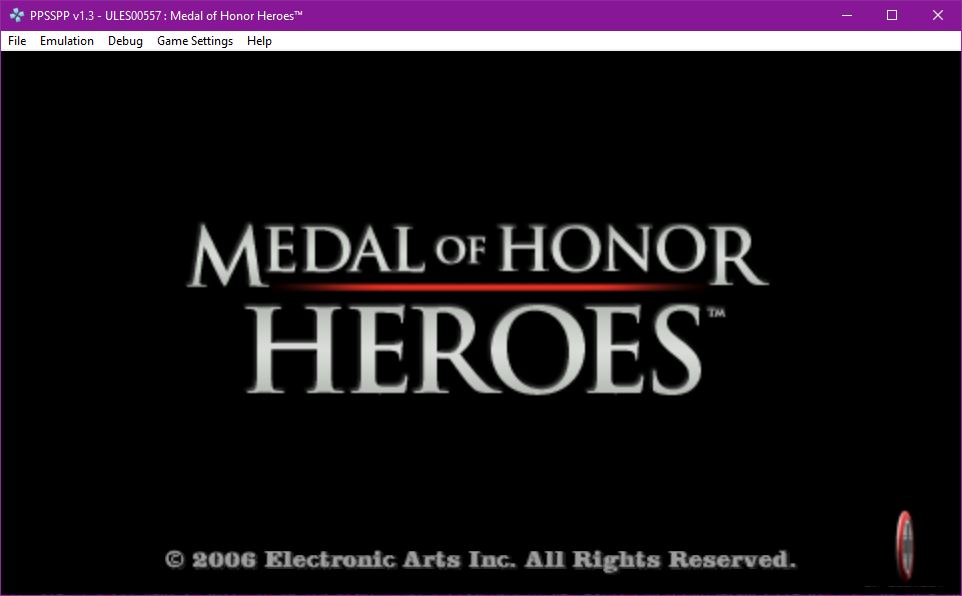 PPSSPP v1.3 - ULES00557 : Medal of Honor Heroes™
File Emulation Debug Game Settings Help
MEDAL OF HONOR
HEROES™
© 2006 Electronic Arts Inc. All Rights Reserved.